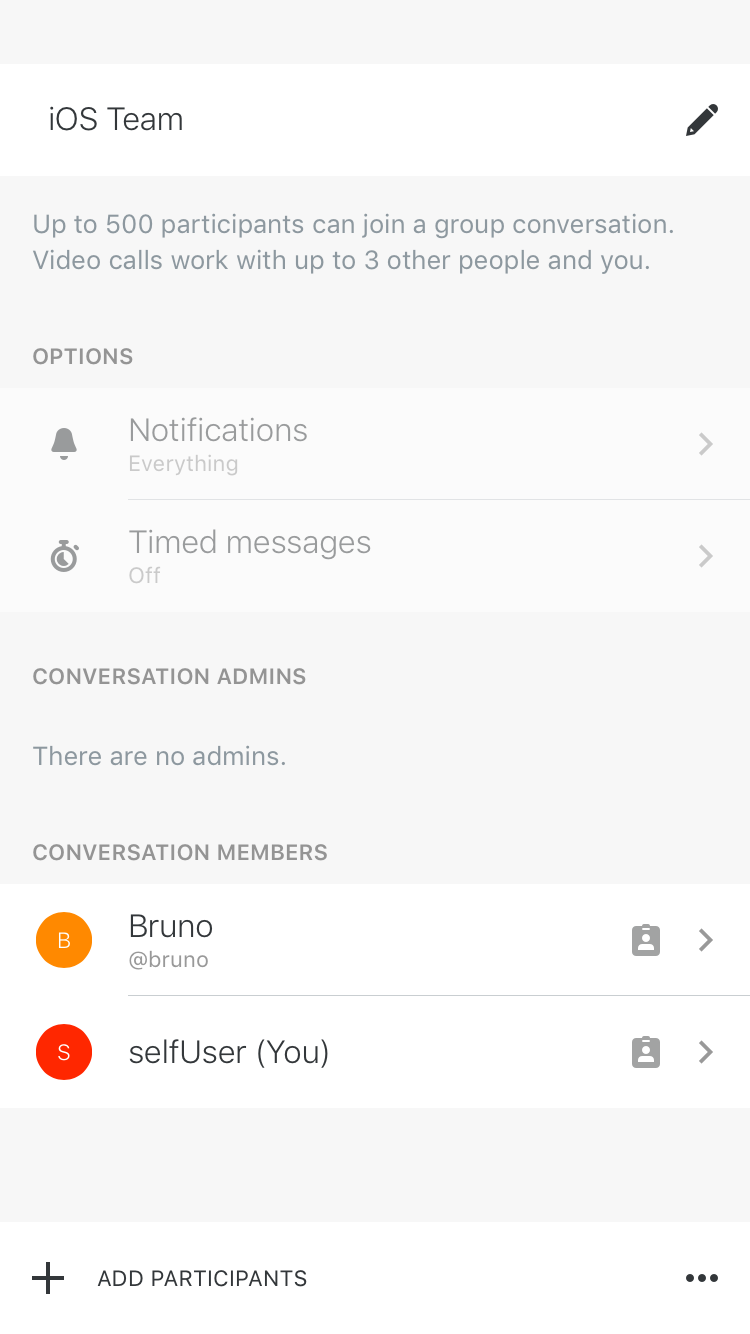 iOS Team
Up to 500 participants can join a group conversation.
Video calls work with up to 3 other people and you.
OPTIONS
Notifications
Everything
Timed messages
Off
CONVERSATION ADMINS
There are no admins.
CONVERSATION MEMBERS
B
Bruno
@bruno
S
selfUser (You)
ADD PARTICIPANTS